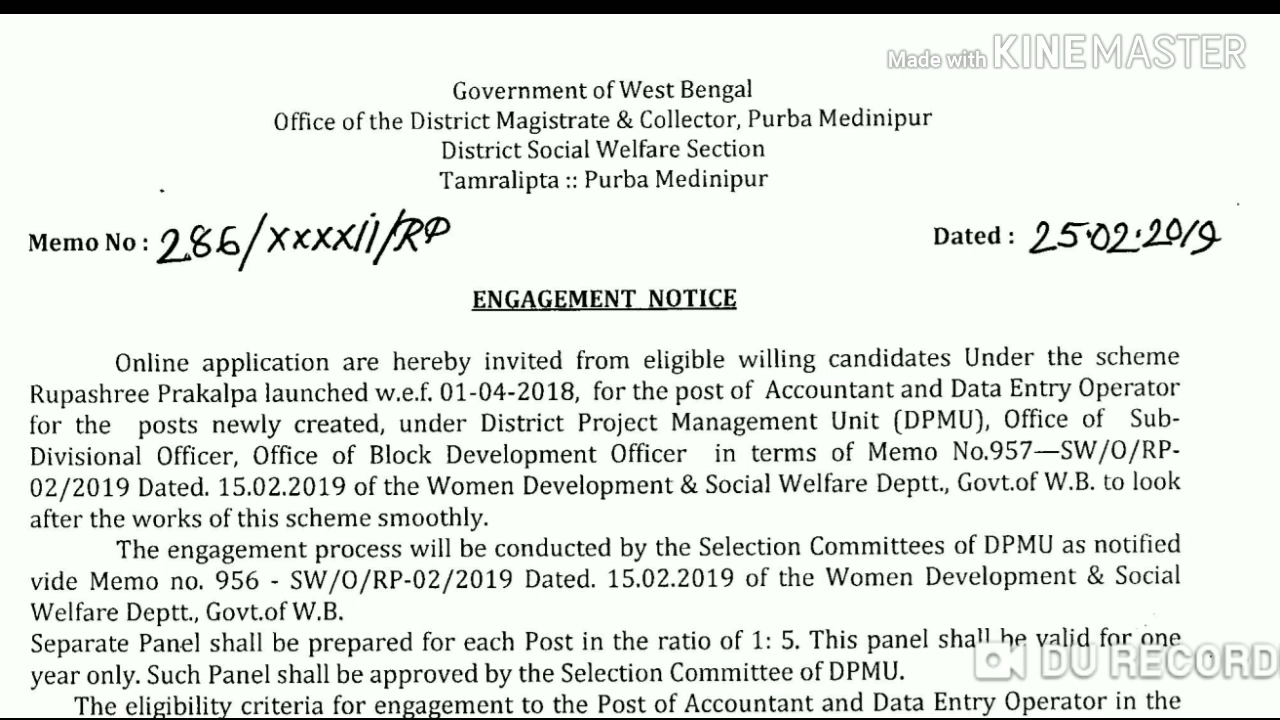 Made with KINEMASTER
Government of West Bengal
Office of the District Magistrate & Collector, Purba Medinipur
District Social Welfare Section
Tamralipta :: Purba Medinipur
Memo No : 286/xxxxii/RP Dated : 25.02.2019
ENGAGEMENT NOTICE
Online application are hereby invited from eligible willing candidates Under the scheme
Rupashree Prakalpa launched w.e.f. 01-04-2018, for the post of Accountant and Data Entry Operator
for the posts newly created, under District Project Management Unit (DPMU), Office of Sub-
Divisional Officer, Office of Block Development Officer in terms of Memo No.957—SW/O/RP-
02/2019 Dated. 15.02.2019 of the Women Development & Social Welfare Deptt., Govt.of W.B. to look
after the works of this scheme smoothly.
The engagement process will be conducted by the Selection Committees of DPMU as notified
vide Memo no. 956 - SW/O/RP-02/2019 Dated. 15.02.2019 of the Women Development & Social
Welfare Deptt., Govt.of W.B.
Separate Panel shall be prepared for each Post in the ratio of 1: 5. This panel shall be valid for one
year only. Such Panel shall be approved by the Selection Committee of DPMU.
DU RECORD
The eligibility criteria for engagement to the Post of Accountant and Data Entry Operator in the